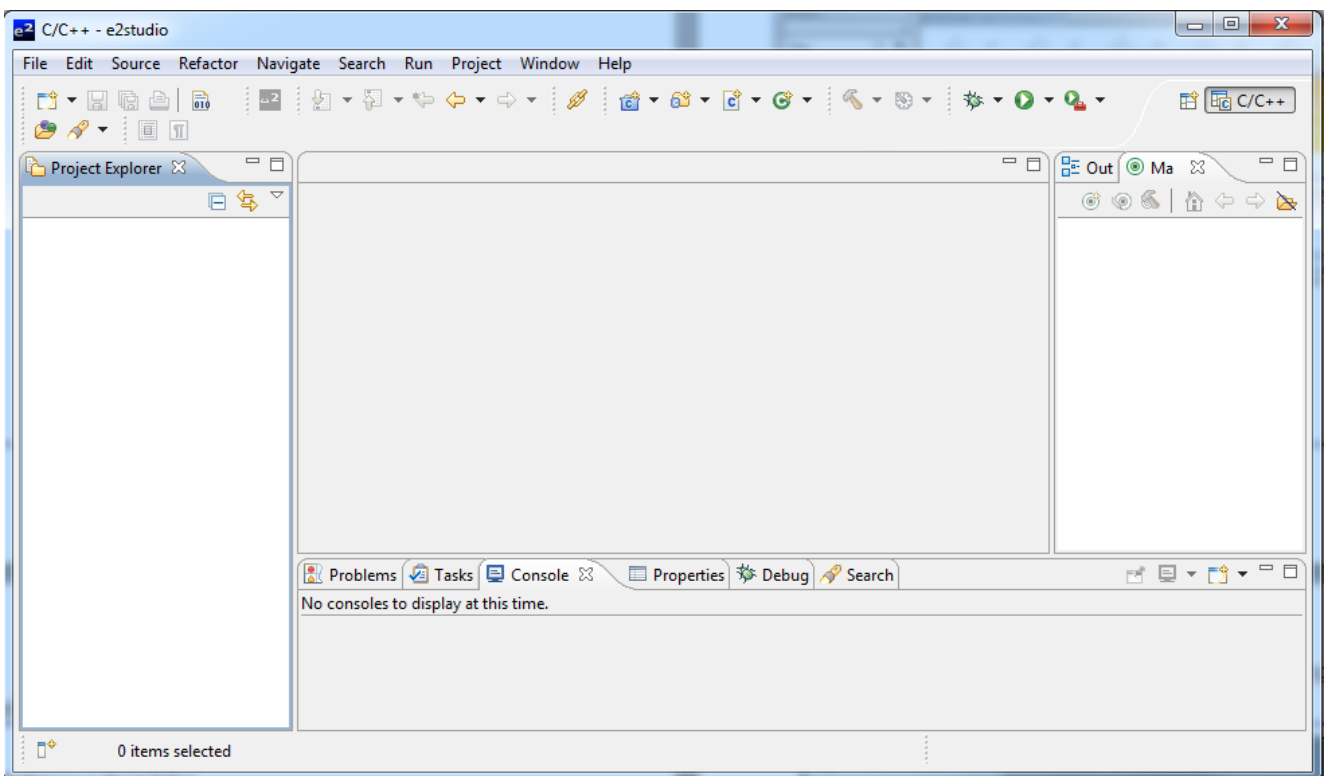 e² C/C++ - e2studio
File Edit Source Refactor Navigate Search Run Project Window Help
C/C++
Project Explorer
Out Ma
Problems Tasks Console Properties Debug Search
No consoles to display at this time.
0 items selected